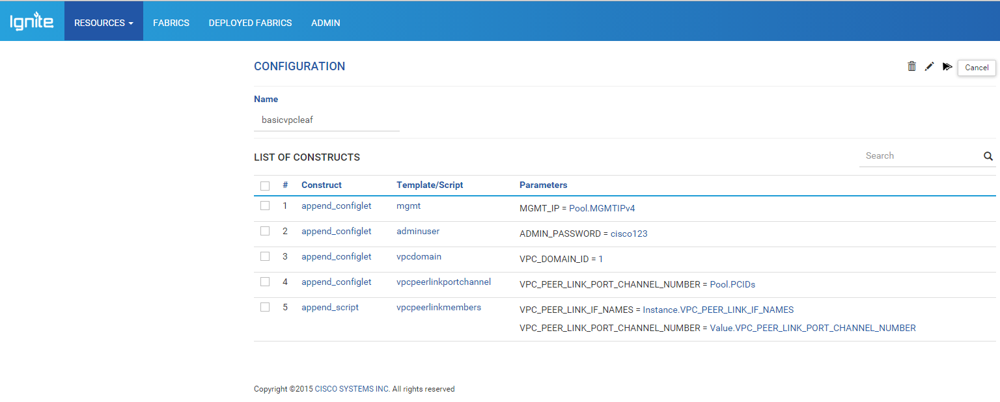 Ignite RESOURCES FABRICS DEPLOYED FABRICS ADMIN
CONFIGURATION Cancel
Name
basicvpcleaf
LIST OF CONSTRUCTS Search
# Construct Template/Script Parameters
1 append_configlet mgmt MGMT_IP = Pool.MGMTIPv4
2 append_configlet adminuser ADMIN_PASSWORD = cisco123
3 append_configlet vpcdomain VPC_DOMAIN_ID = 1
4 append_configlet vpcpeerlinkportchannel VPC_PEER_LINK_PORT_CHANNEL_NUMBER = Pool.PCIDs
5 append_script vpcpeerlinkmembers VPC_PEER_LINK_IF_NAMES = Instance.VPC_PEER_LINK_IF_NAMES
VPC_PEER_LINK_PORT_CHANNEL_NUMBER = Value.VPC_PEER_LINK_PORT_CHANNEL_NUMBER
Copyright ©2015 CISCO SYSTEMS INC. All rights reserved